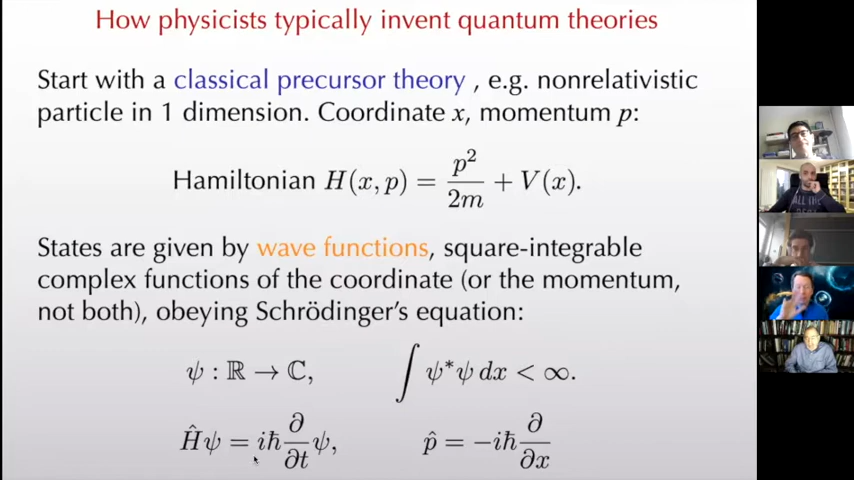 How physicists typically invent quantum theories
Start with a classical precursor theory , e.g. nonrelativistic
particle in 1 dimension. Coordinate x, momentum p:
Hamiltonian H(x, p) = p²/2m + V(x).
States are given by wave functions, square-integrable
complex functions of the coordinate (or the momentum,
not both), obeying Schrödinger's equation:
ψ : ℝ → ℂ, ∫ ψ*ψ dx < ∞.
Ĥψ = iħ ∂/∂t ψ, p̂ = −iħ ∂/∂x